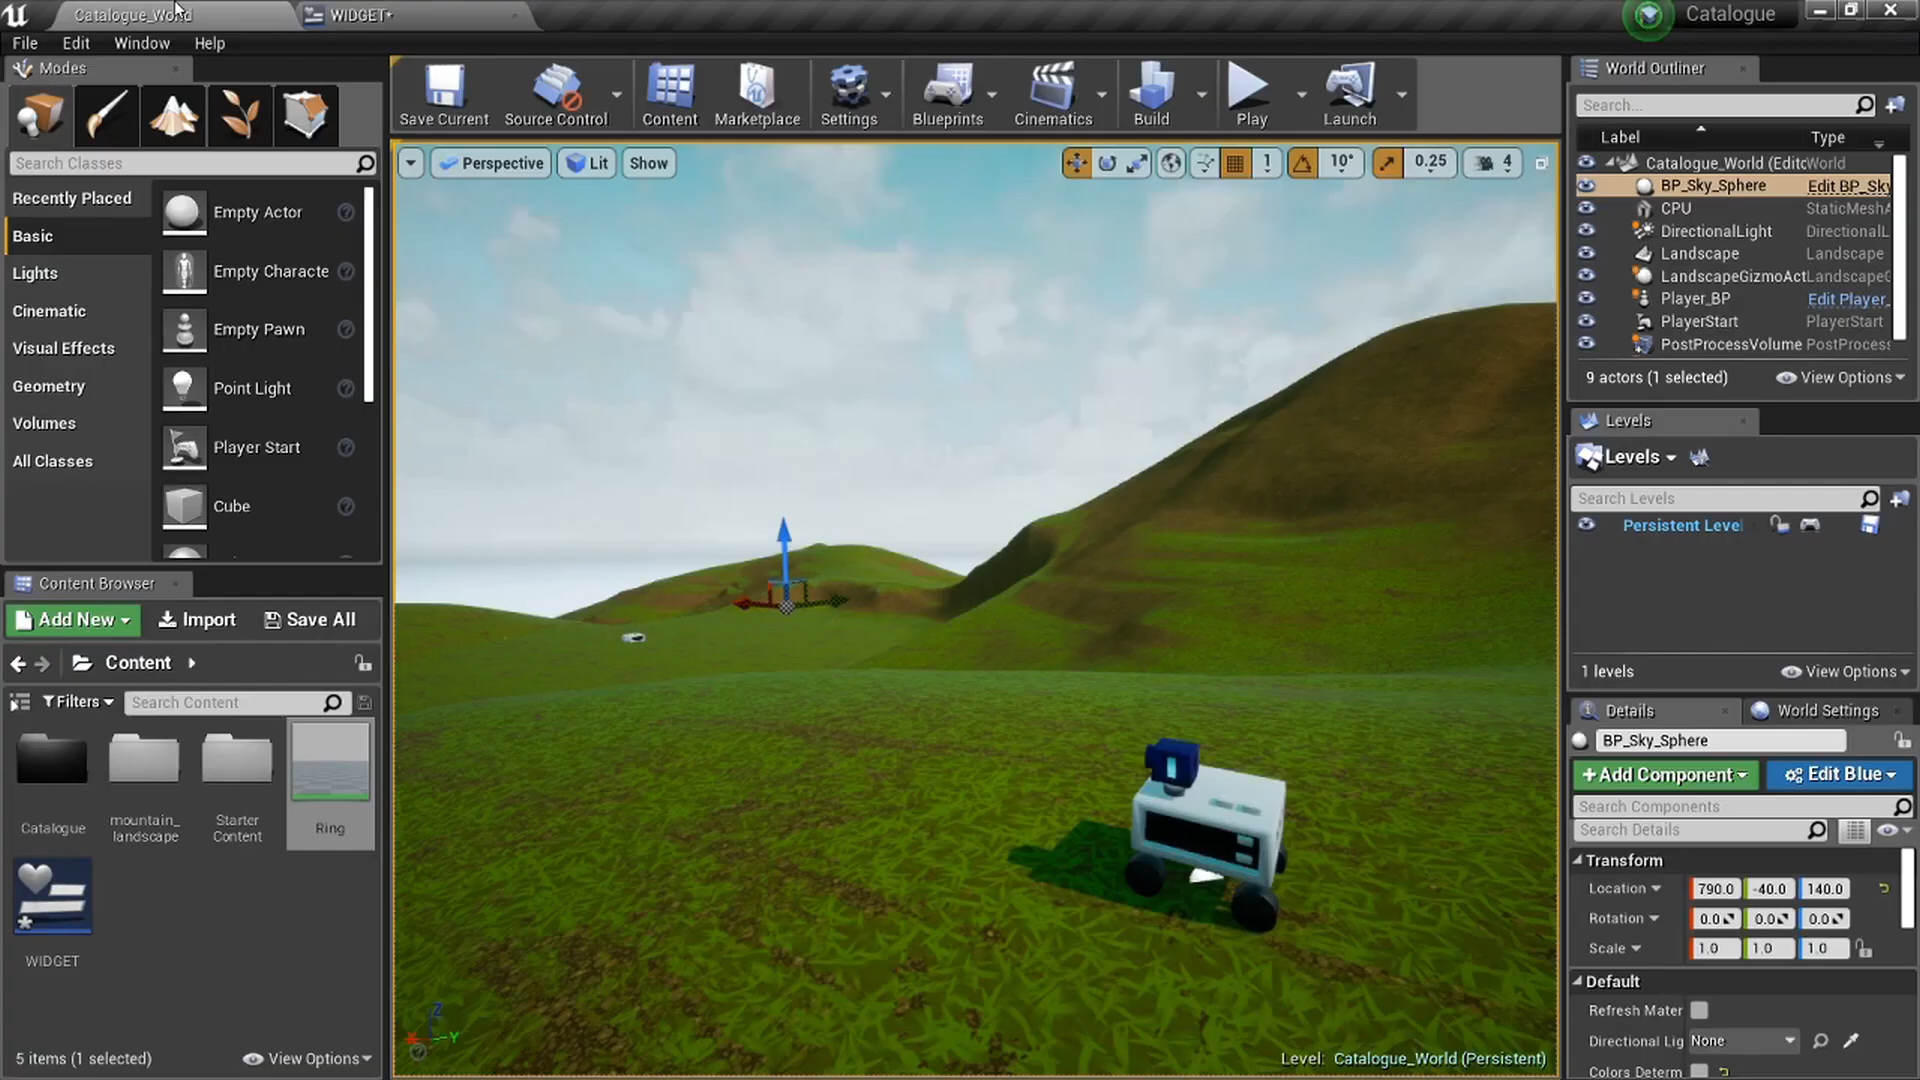 Catalogue_World
WIDGET*
Catalogue
File Edit Window Help
Modes
Search Classes
Recently Placed
Basic
Lights
Cinematic
Visual Effects
Geometry
Volumes
All Classes
Empty Actor
Empty Characte
Empty Pawn
Point Light
Player Start
Cube
Save Current
Source Control
Content
Marketplace
Settings
Blueprints
Cinematics
Build
Play
Launch
Perspective
Lit
Show
1
10°
0.25
4
World Outliner
Search...
Label Type
Catalogue_World (Editc World
BP_Sky_Sphere Edit BP_Sky
CPU StaticMeshA
DirectionalLight DirectionalL
Landscape Landscape
LandscapeGizmoAct LandscapeG
Player_BP Edit Player_
PlayerStart PlayerStart
PostProcessVolume PostProcess
9 actors (1 selected) View Options
Levels
Levels
Search Levels
Persistent Leve
1 levels View Options
Details World Settings
BP_Sky_Sphere
+Add Component Edit Blue
Search Components
Search Details
Transform
Location 790.0 -40.0 140.0
Rotation 0.0 0.0 0.0
Scale 1.0 1.0 1.0
Default
Refresh Mater
Directional Lig None
Colors Determ
Content Browser
Add New Import Save All
Content
Filters Search Content
Catalogue
mountain_
landscape
Starter
Content
Ring
WIDGET
5 items (1 selected) View Options
Z
X
Y
Level: Catalogue_World (Persistent)